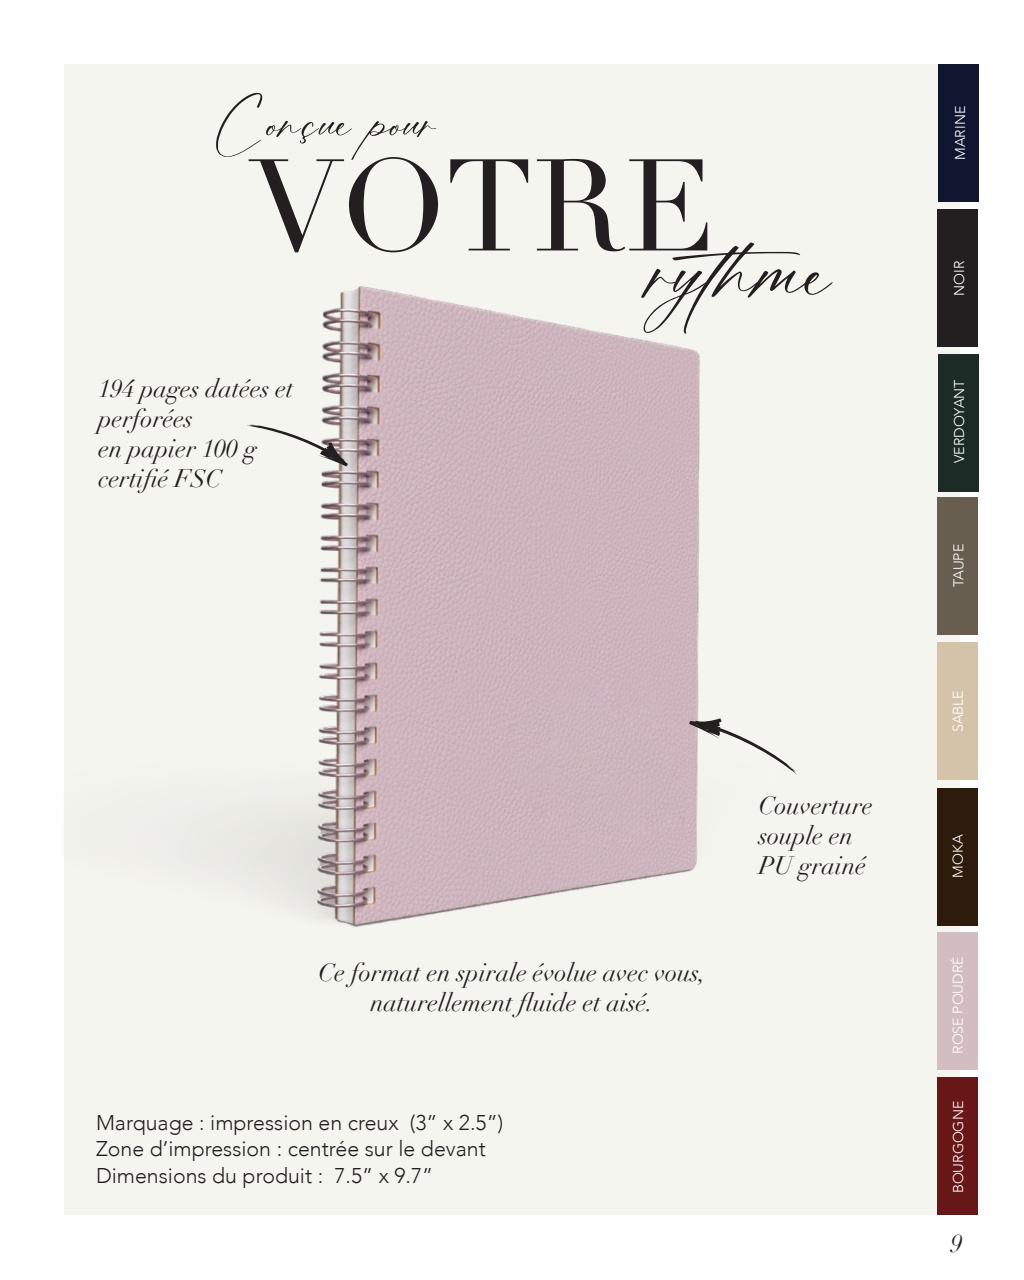 Conçue pour
VOTRE
rythme
194 pages datées et
perforées
en papier 100 g
certifié FSC
Couverture
souple en
PU grainé
Ce format en spirale évolue avec vous,
naturellement fluide et aisé.
Marquage : impression en creux  (3” x 2.5”)
Zone d’impression : centrée sur le devant
Dimensions du produit :  7.5” x 9.7”
MARINE
NOIR
VERDOYANT
TAUPE
SABLE
MOKA
ROSE POUDRÉ
BOURGOGNE
9